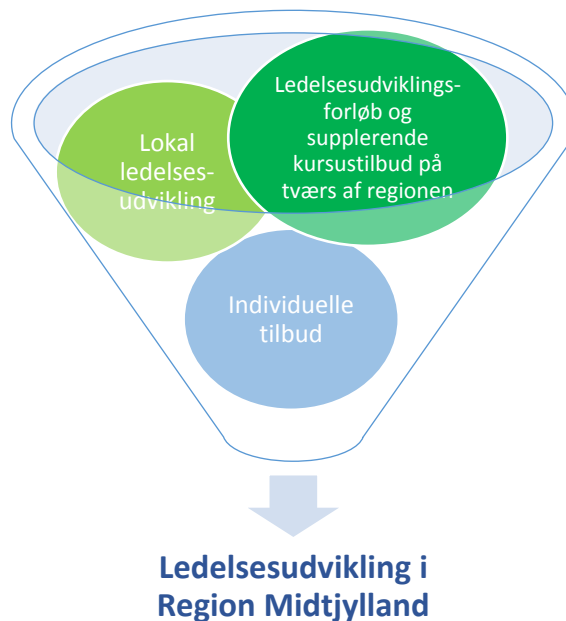 Lokal
ledelses-
udvikling
Ledelsesudviklings-
forløb og
supplerende
kursustilbud på
tværs af regionen
Individuelle
tilbud
Ledelsesudvikling i
Region Midtjylland